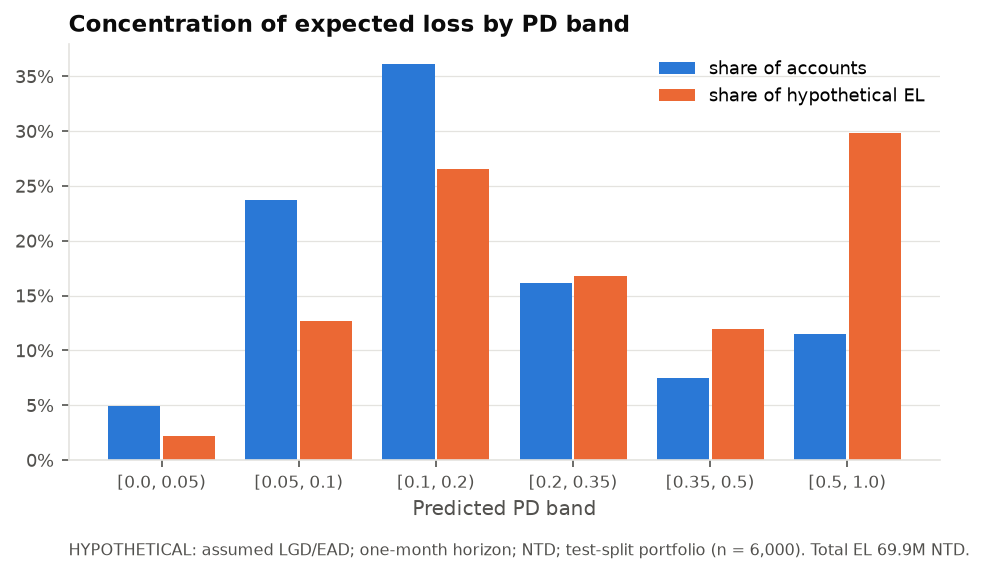 Concentration of expected loss by PD band
share of accounts
share of hypothetical EL
35%
30%
25%
20%
15%
10%
5%
0%
[0.0, 0.05) [0.05, 0.1) [0.1, 0.2) [0.2, 0.35) [0.35, 0.5) [0.5, 1.0)
Predicted PD band
HYPOTHETICAL: assumed LGD/EAD; one-month horizon; NTD; test-split portfolio (n = 6,000). Total EL 69.9M NTD.